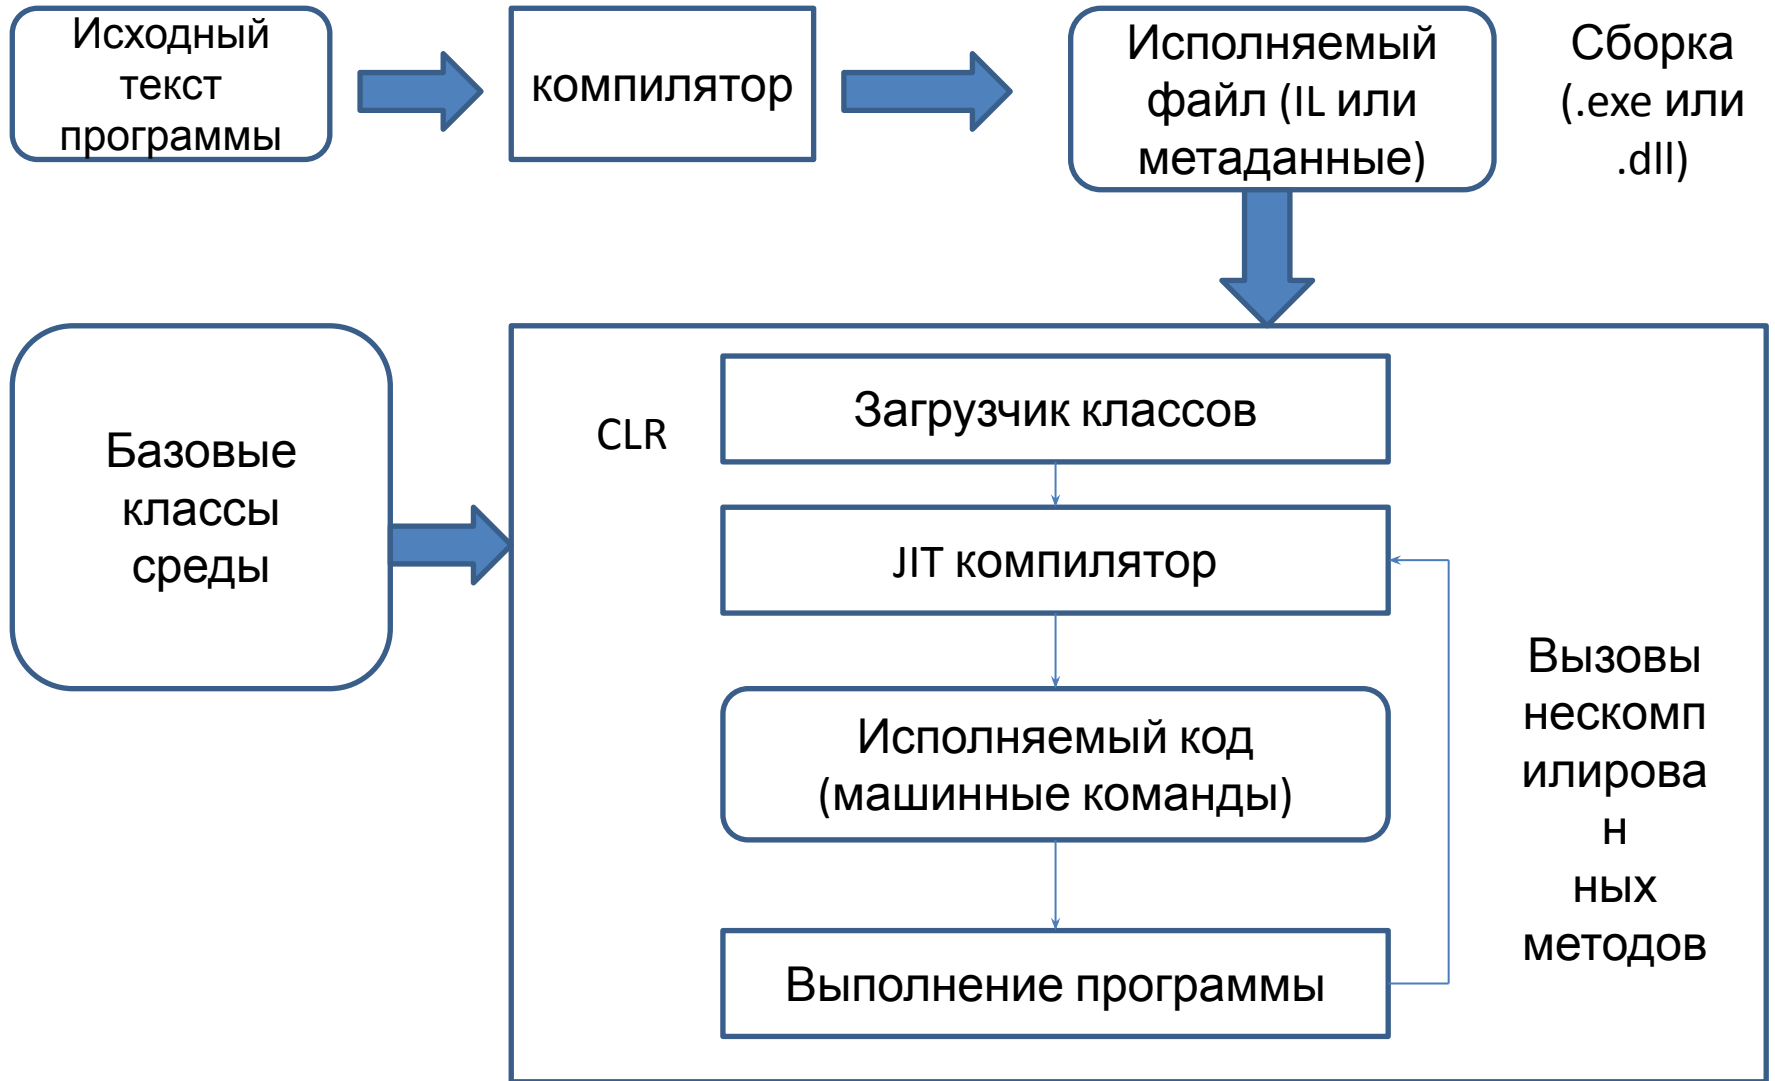 Исходный
текст
программы
компилятор
Исполняемый
файл (IL или
метаданные)
Сборка
(.exe или
.dll)
Базовые
классы
среды
CLR
Загрузчик классов
JIT компилятор
Исполняемый код
(машинные команды)
Выполнение программы
Вызовы
нескомп
илирова
н
ных
методов